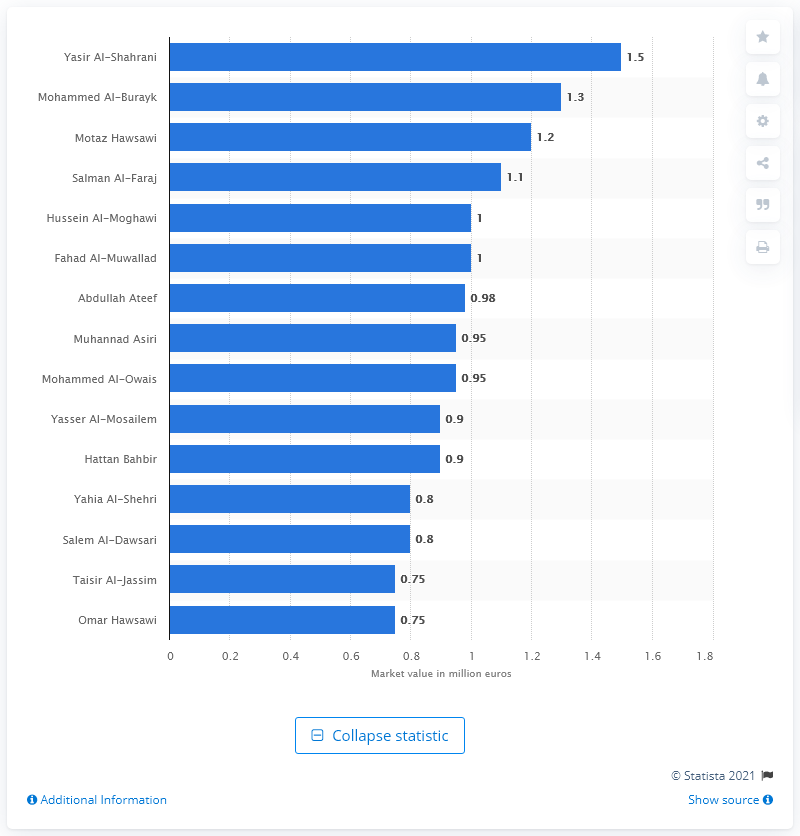 Yasir Al-Shahrani 1.5
Mohammed Al-Burayk 1.3
Motaz Hawsawi 1.2
Salman Al-Faraj 1.1
Hussein Al-Moghawi 1
Fahad Al-Muwallad 1
Abdullah Ateef 0.98
Muhannad Asiri 0.95
Mohammed Al-Owais 0.95
Yasser Al-Mosailem 0.9
Hattan Bahbir 0.9
Yahia Al-Shehri 0.8
Salem Al-Dawsari 0.8
Taisir Al-Jassim 0.75
Omar Hawsawi 0.75
0 0.2 0.4 0.6 0.8 1 1.2 1.4 1.6 1.8
Market value in million euros
Collapse statistic
© Statista 2021
Additional Information Show source